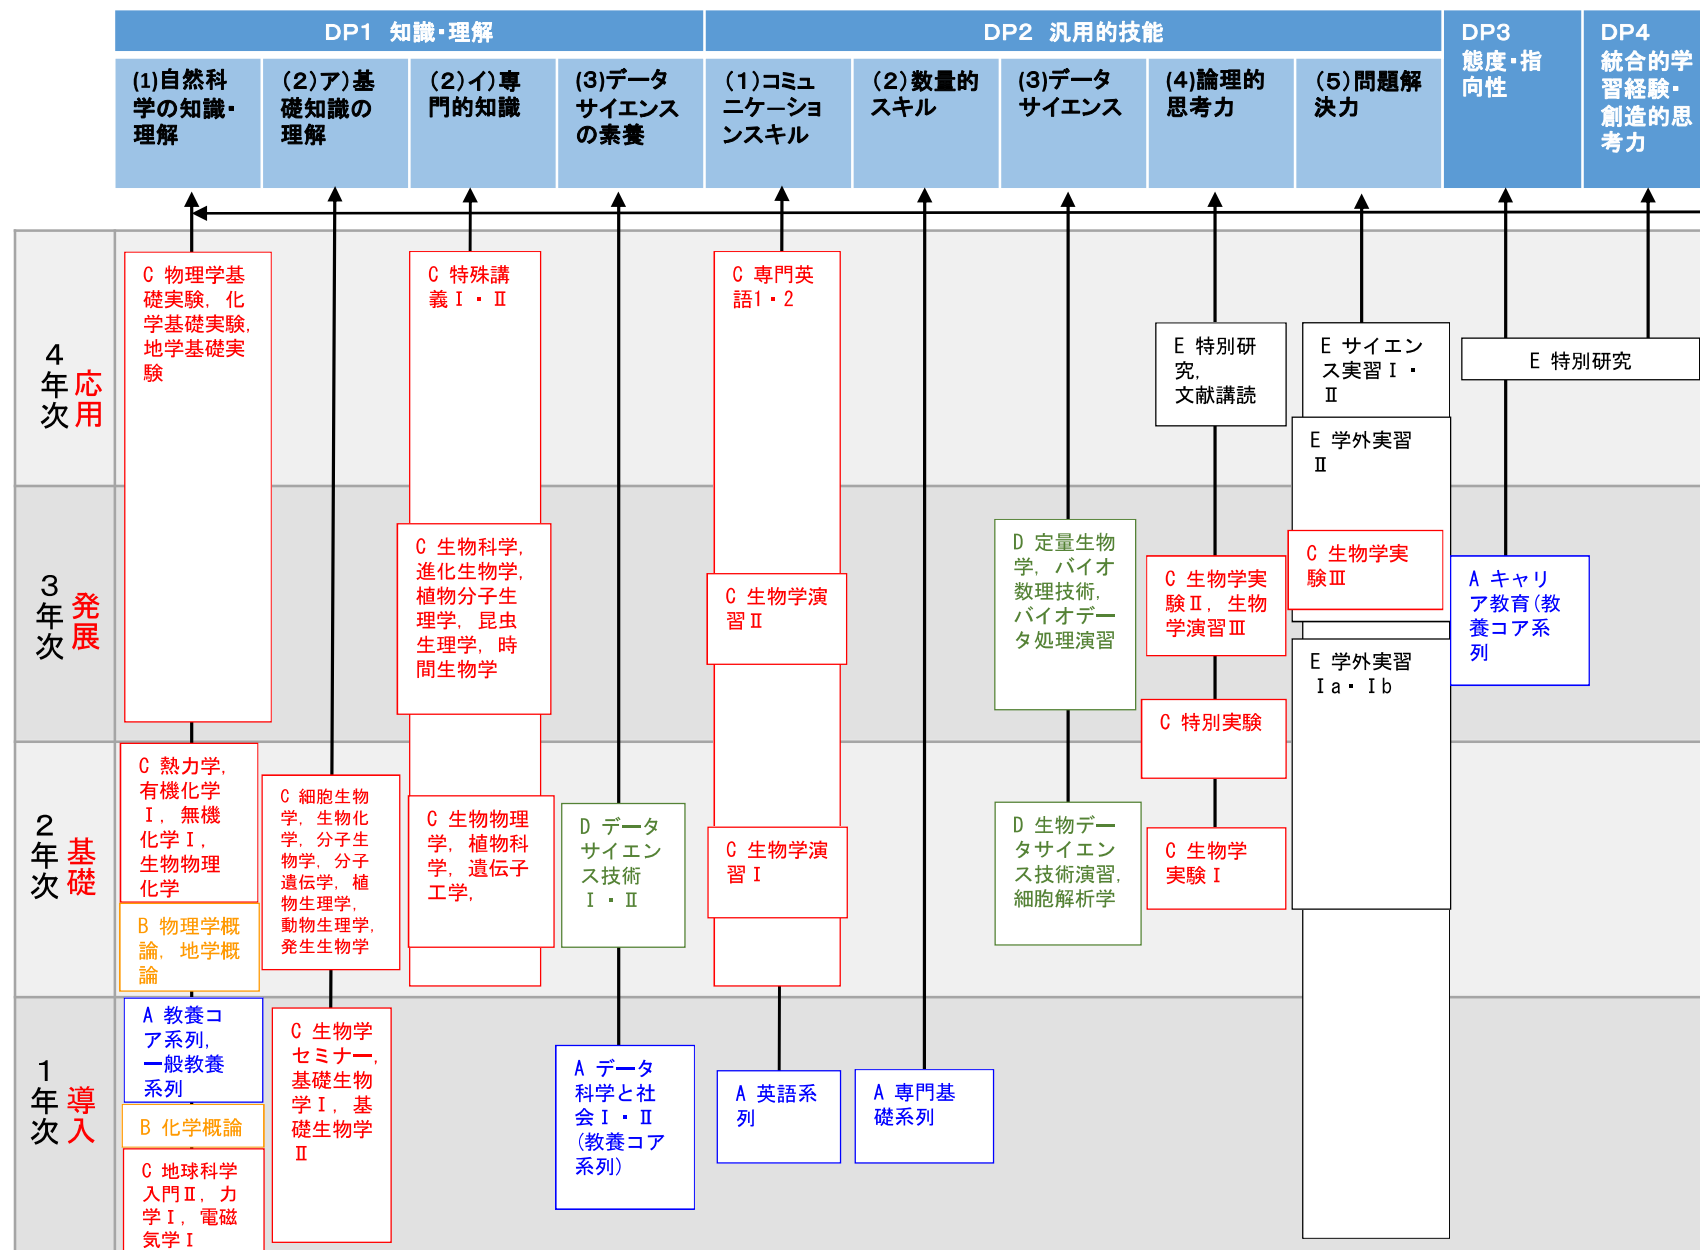 DP1 知識・理解
DP2 汎用的技能
DP3
態度・指
向性
DP4
統合的学
習経験・
創造的思
考力
(1)自然科
学の知識・
理解
（2）ア）基
礎知識の
理解
（2）イ）専
門的知識
(3)データ
サイエンス
の素養
（1）コミュ
ニケーショ
ンスキル
（2）数量的
スキル
(3)データ
サイエンス
(4)論理的
思考力
（5）問題解
決力
4年次
応用
C 物理学基
礎実験, 化
学基礎実験,
地学基礎実
験
C 特殊講
義Ⅰ・Ⅱ
C 専門英
語1・2
E 特別研
究,
文献講読
E サイエン
ス実習Ⅰ・
Ⅱ
E 学外実習
Ⅱ
E 特別研究
3年次
発展
C 生物科学,
進化生物学,
植物分子生
理学, 昆虫
生理学, 時
間生物学
C 生物学演
習Ⅱ
D 定量生物
学, バイオ
数理技術,
バイオデー
タ処理演習
C 生物学実
験Ⅱ, 生物
学演習Ⅲ
C 特別実験
C 生物学実
験Ⅲ
E 学外実習
Ⅰa・Ⅰb
A キャリ
ア教育(教
養コア系
列
2年次
基礎
C 熱力学,
有機化学
Ⅰ, 無機
化学Ⅰ,
生物物理
化学
B 物理学概
論, 地学概
論
C 細胞生物
学, 生物化
学, 分子生
物学, 分子
遺伝学, 植
物生理学,
動物生理学,
発生生物学
C 生物物理
学, 植物科
学, 遺伝子
工学,
D データ
サイエン
ス技術
Ⅰ・Ⅱ
C 生物学演
習Ⅰ
D 生物デー
タサイエン
ス技術演習,
細胞解析学
C 生物学
実験Ⅰ
1年次
導入
A 教養コ
ア系列,
一般教養
系列
B 化学概論
C 地球科学
入門Ⅱ, 力
学Ⅰ, 電磁
気学Ⅰ
C 生物学
セミナー,
基礎生物
学Ⅰ, 基
礎生物学
Ⅱ
A データ
科学と社
会Ⅰ・Ⅱ
(教養コア
系列)
A 英語系
列
A 専門基
礎系列